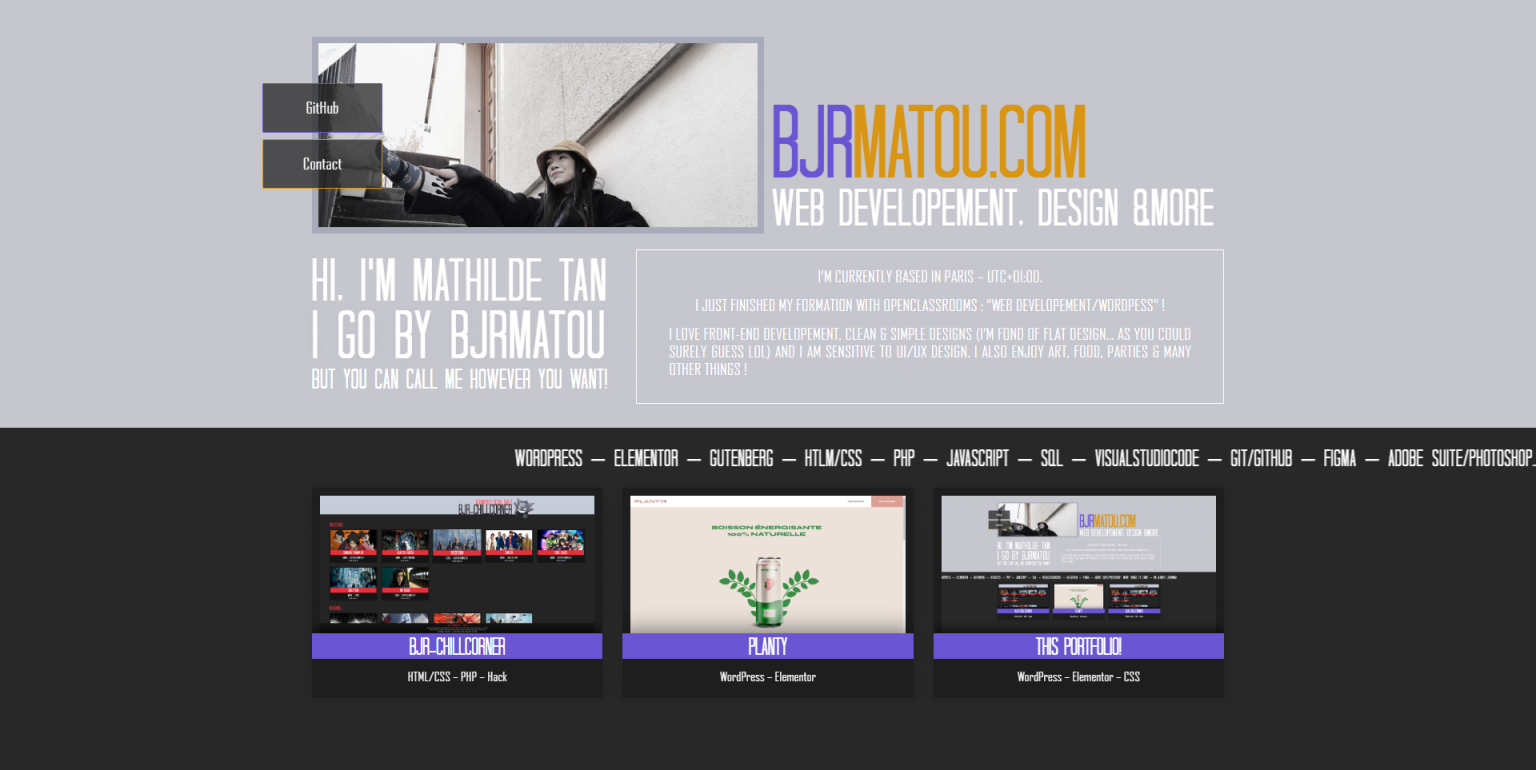 GitHub
Contact
BJRMATOU.COM
WEB DEVELOPEMENT. DESIGN &MORE
HI, I'M MATHILDE TAN
I GO BY BJRMATOU
BUT YOU CAN CALL ME HOWEVER YOU WANT!
I'M CURRENTLY BASED IN PARIS – UTC+01:00.
I JUST FINISHED MY FORMATION WITH OPENCLASSROOMS : "WEB DEVELOPEMENT/WORDPESS" !
I LOVE FRONT-END DEVELOPEMENT, CLEAN & SIMPLE DESIGNS (I'M FOND OF FLAT DESIGN... AS YOU COULD
SURELY GUESS LOL) AND I AM SENSITIVE TO UI/UX DESIGN. I ALSO ENJOY ART, FOOD, PARTIES & MANY
OTHER THINGS !
WORDPRESS — ELEMENTOR — GUTENBERG — HTLM/CSS — PHP — JAVASCRIPT — SQL — VISUALSTUDIOCODE — GIT/GITHUB — FIGMA — ADOBE SUITE/PHOTOSHOP..
BJR-CHILLCORNER
PLANTY
BOISSON ÉNERGISANTE
100% NATURELLE
BJRMATOU.COM
WEB DEVELOPEMENT. DESIGN &MORE
HI, I'M MATHILDE TAN
I GO BY BJRMATOU
BJR-CHILLCORNER
PLANTY
THIS PORTFOLIO!
HTML/CSS – PHP – Hack
WordPress – Elementor
WordPress – Elementor – CSS